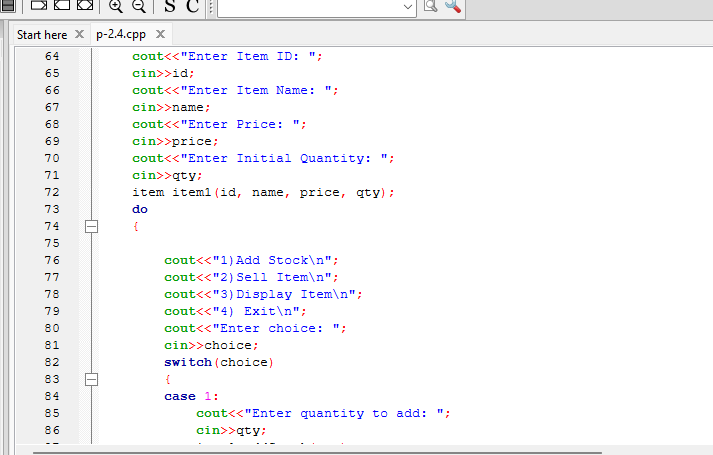 S C
Start here X p-2.4.cpp X
64 cout<<"Enter Item ID: ";
65 cin>>id;
66 cout<<"Enter Item Name: ";
67 cin>>name;
68 cout<<"Enter Price: ";
69 cin>>price;
70 cout<<"Enter Initial Quantity: ";
71 cin>>qty;
72 item item1(id, name, price, qty);
73 do
74 {
75
76 cout<<"1)Add Stock\n";
77 cout<<"2)Sell Item\n";
78 cout<<"3)Display Item\n";
79 cout<<"4) Exit\n";
80 cout<<"Enter choice: ";
81 cin>>choice;
82 switch(choice)
83 {
84 case 1:
85 cout<<"Enter quantity to add: ";
86 cin>>qty;